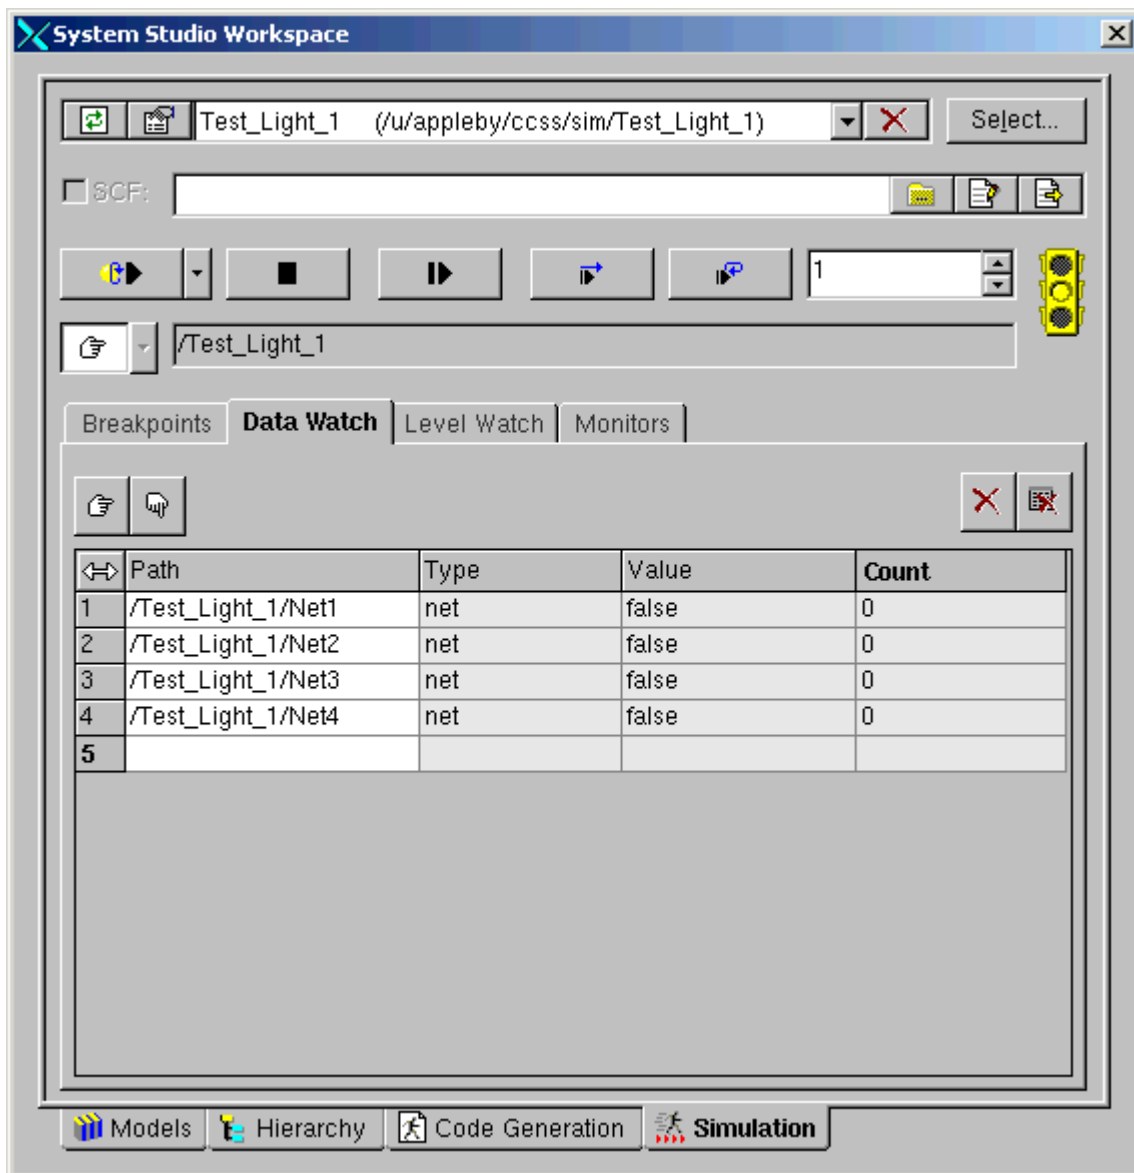 System Studio Workspace
Test_Light_1 (/u/appleby/ccss/sim/Test_Light_1) Select...
SCF:
1
/Test_Light_1
Breakpoints Data Watch Level Watch Monitors
Path Type Value Count
1 /Test_Light_1/Net1 net false 0
2 /Test_Light_1/Net2 net false 0
3 /Test_Light_1/Net3 net false 0
4 /Test_Light_1/Net4 net false 0
5
Models Hierarchy Code Generation Simulation